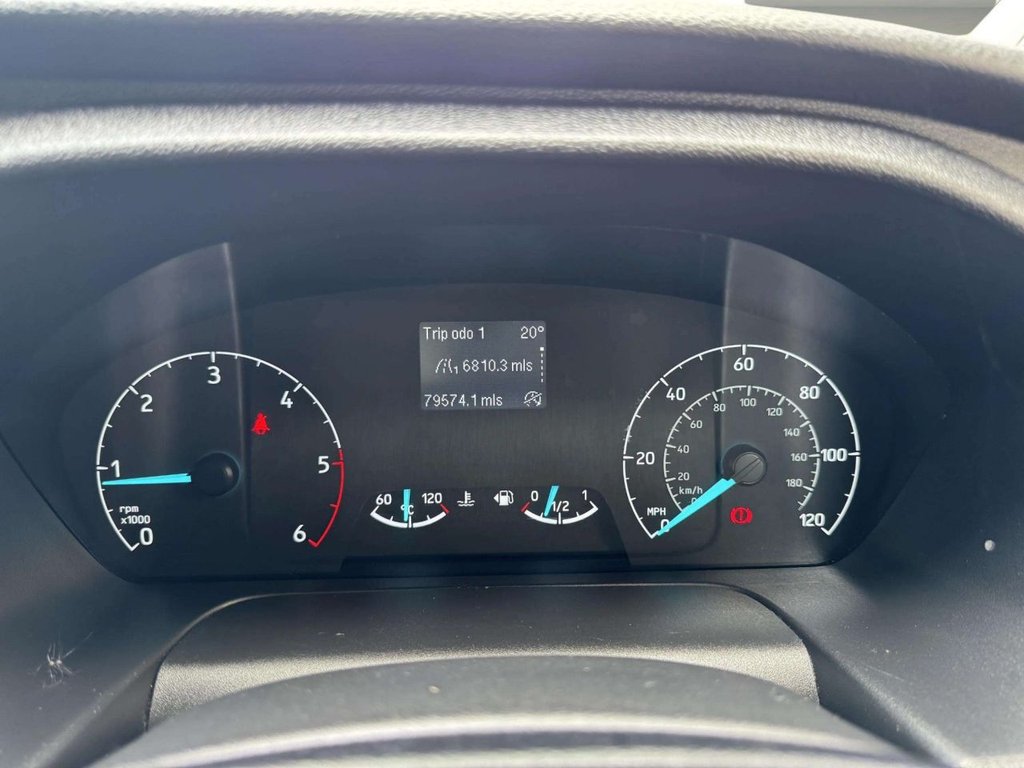 Trip odo 1 20°
1 6810.3 mls
79574.1 mls
0 1 2 3 4 5 6
rpm
x1000
60 120
°C
0 1/2 1
0 20 40 60 80 100 120
MPH
0 20 40 60 80 100 120 140 160 180
km/h